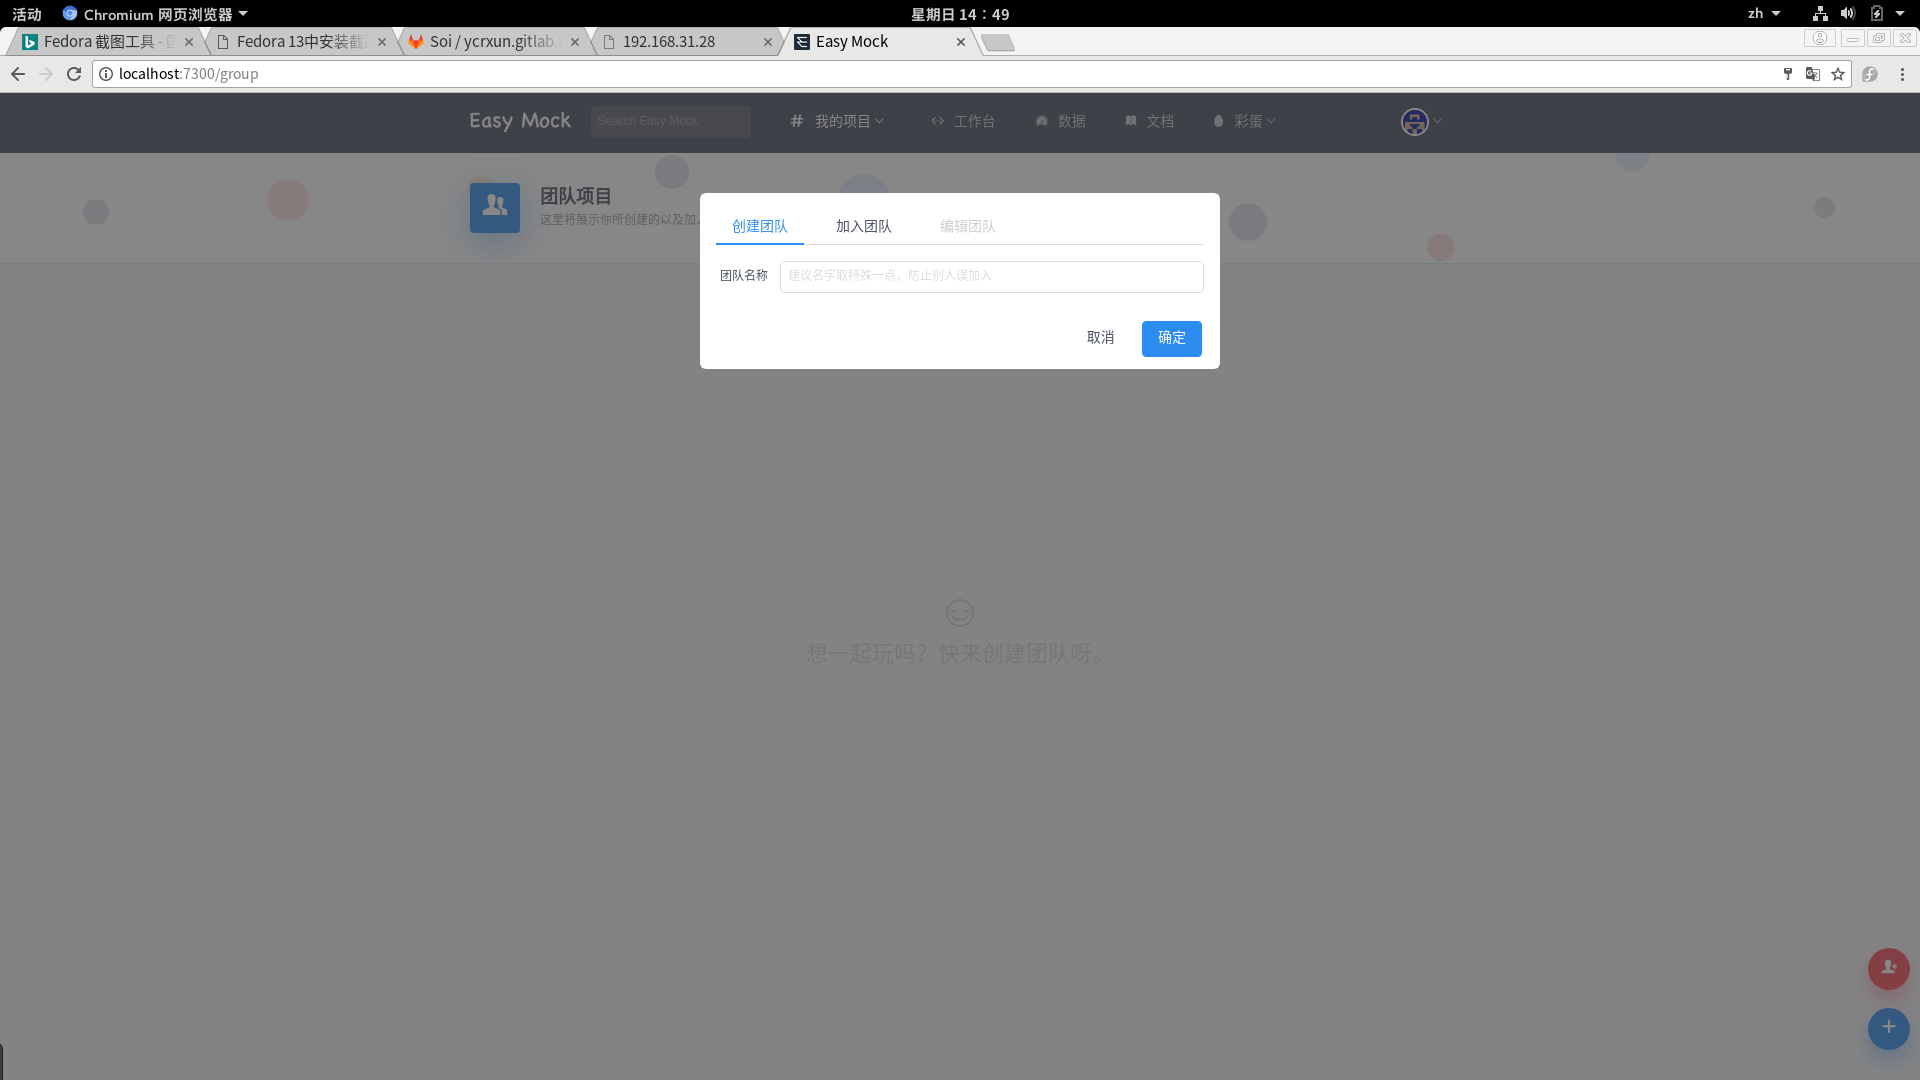 活动 Chromium 网页浏览器 星期日 14：49 zh
Fedora 截图工具 - Fedora 13中安装截 Soi / ycrxun.gitlab. 192.168.31.28 Easy Mock
localhost:7300/group
Easy Mock Search Easy Mock 我的项目 工作台 数据 文档 彩蛋
团队项目
这里将展示你所创建的以及加
创建团队 加入团队 编辑团队
团队名称 建议名字取特殊一点，防止别人误加入
取消 确定
想一起玩吗？快来创建团队呀。